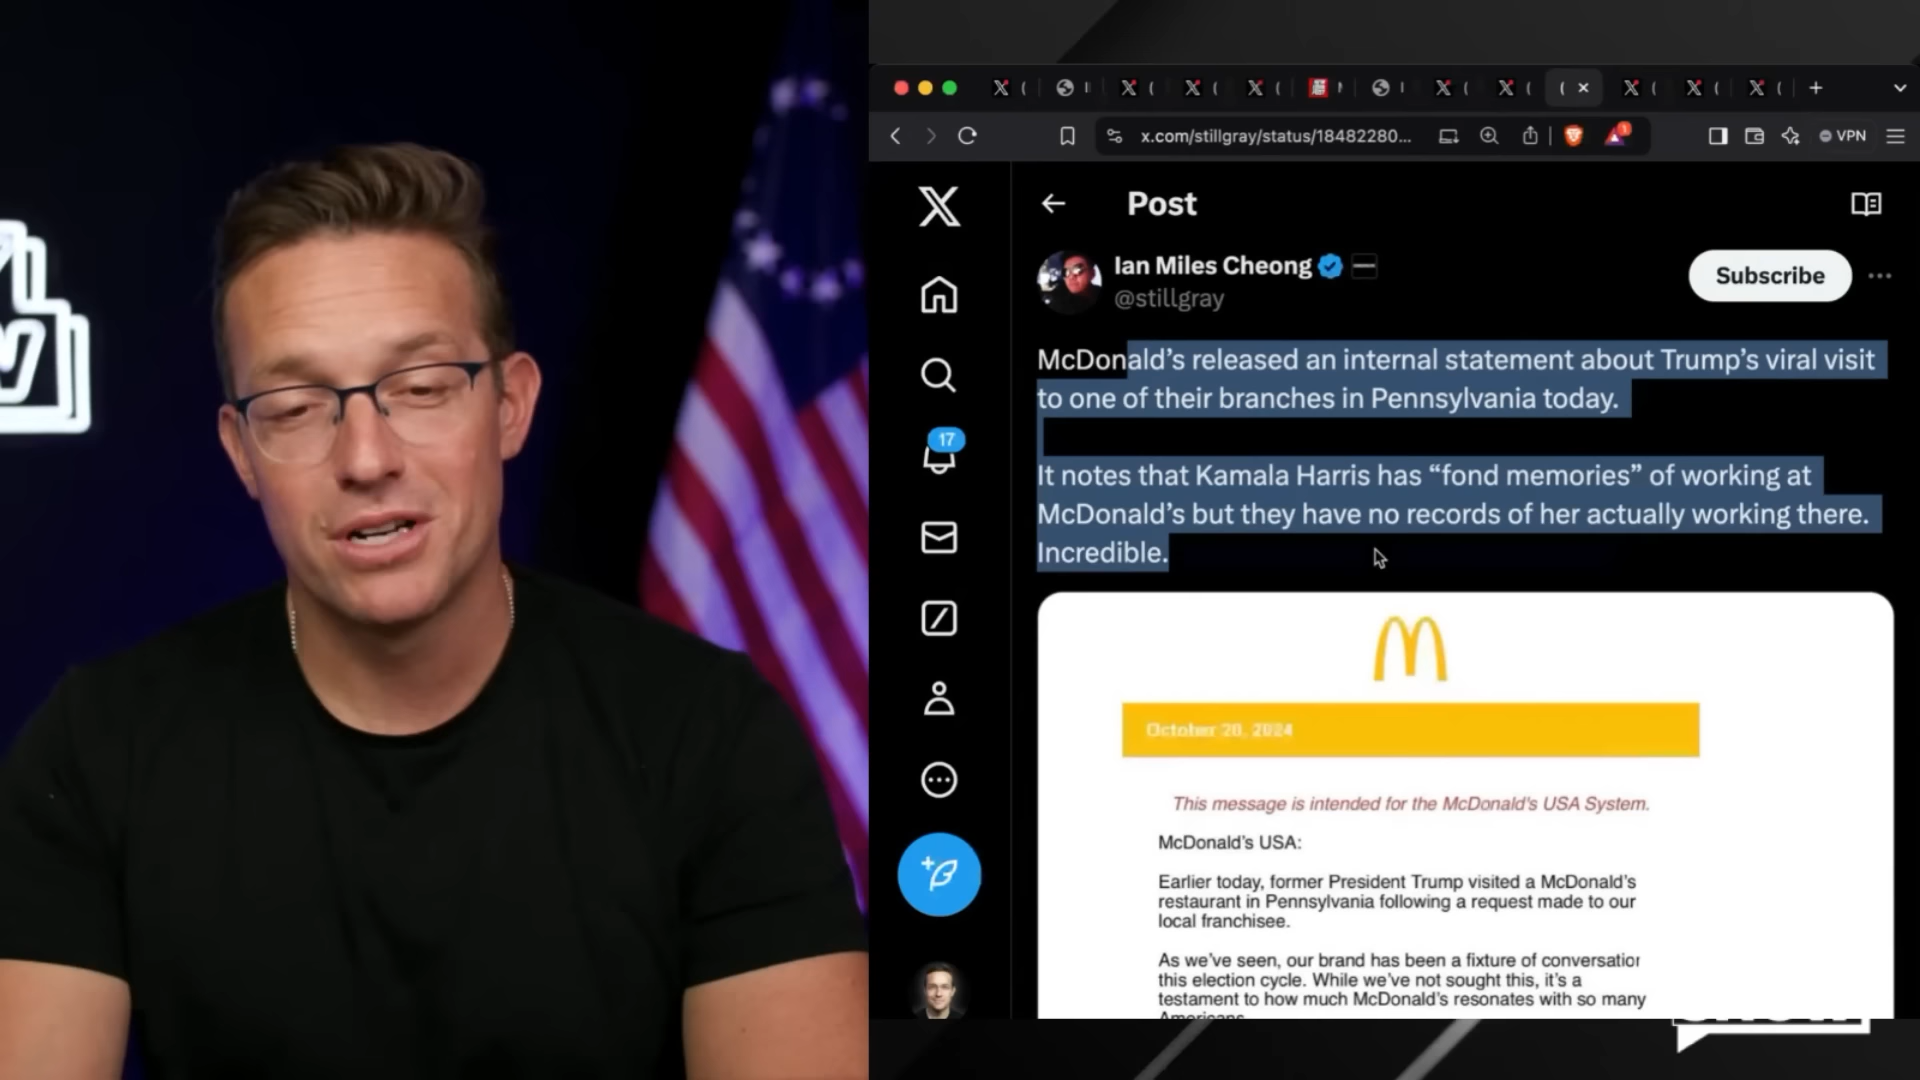 x.com/stillgray/status/18482280...
VPN
Post
Ian Miles Cheong
@stillgray
Subscribe
17
McDonald's released an internal statement about Trump's viral visit
to one of their branches in Pennsylvania today.
It notes that Kamala Harris has “fond memories” of working at
McDonald's but they have no records of her actually working there.
Incredible.
October 20, 2024
This message is intended for the McDonald's USA System.
McDonald's USA:
Earlier today, former President Trump visited a McDonald's
restaurant in Pennsylvania following a request made to our
local franchisee.
As we've seen, our brand has been a fixture of conversation
this election cycle. While we've not sought this, it's a
testament to how much McDonald's resonates with so many
Americans